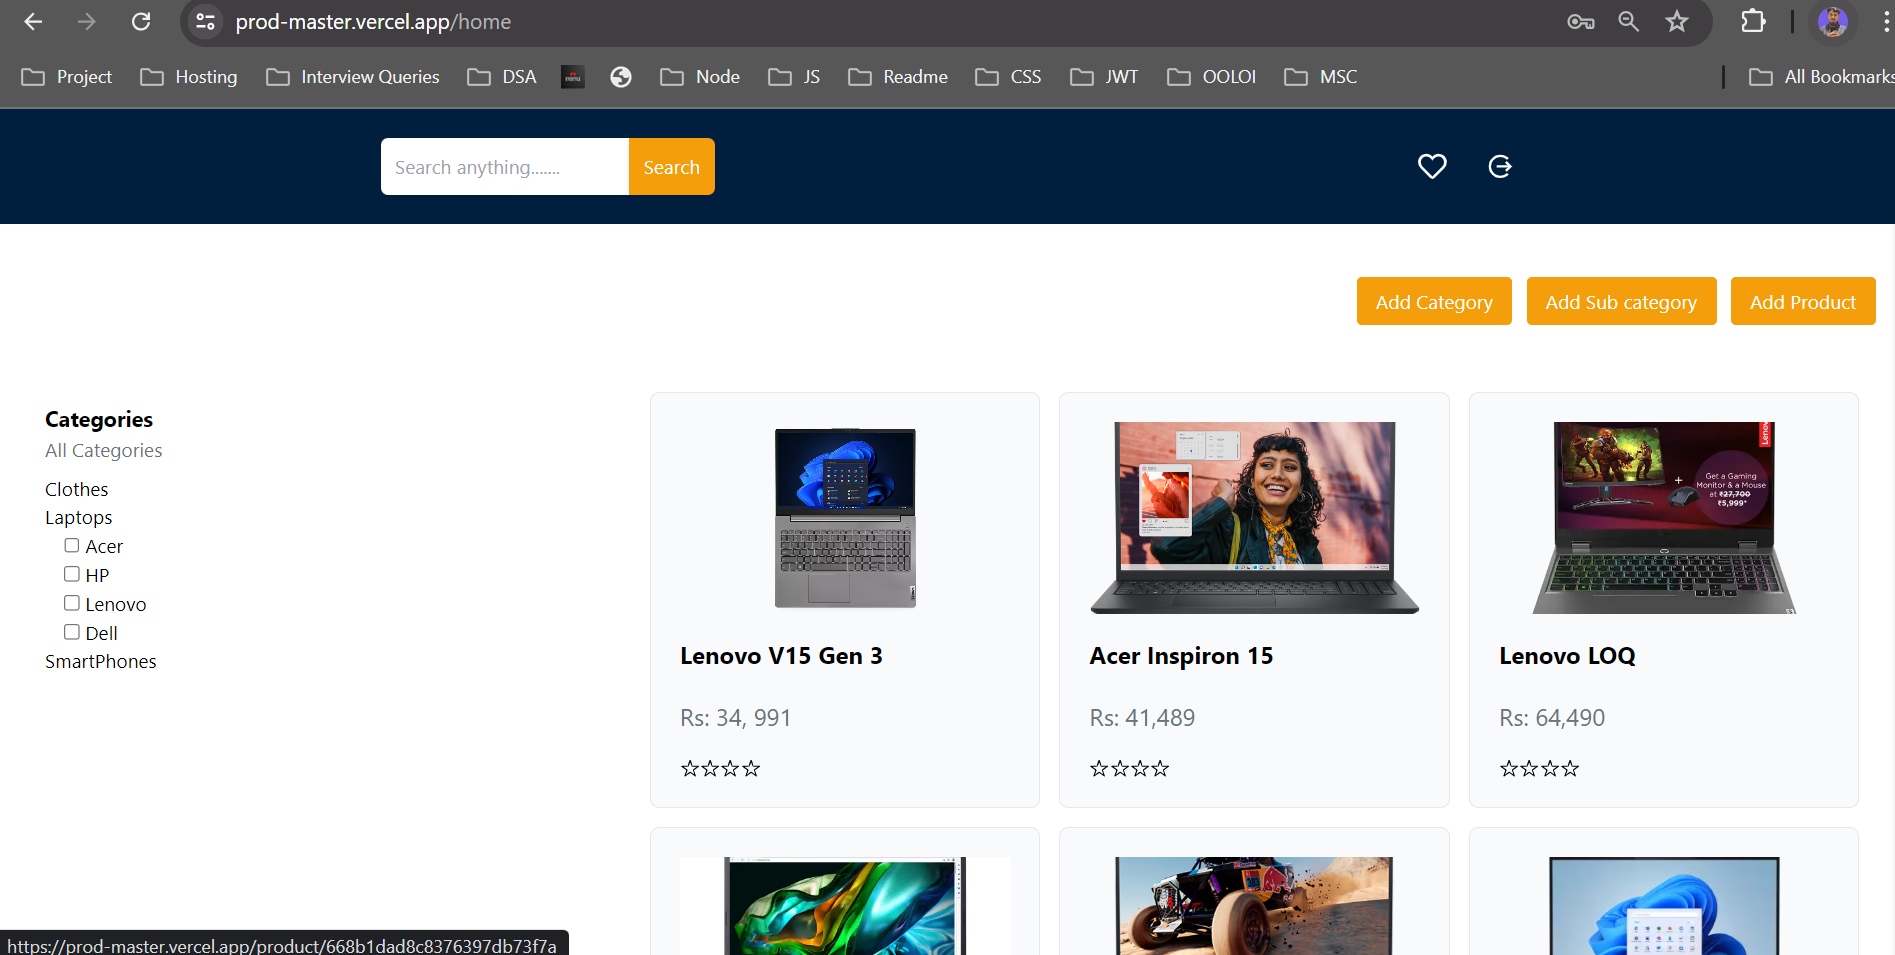 prod-master.vercel.app/home
Project Hosting Interview Queries DSA Node JS Readme CSS JWT OOLOI MSC All Bookmarks
Search anything....... Search
Add Category Add Sub category Add Product
Categories
All Categories
Clothes
Laptops
Acer
HP
Lenovo
Dell
SmartPhones
Lenovo
Get a Gaming
Monitor & a Mouse
at ₹27,700
₹5,999*
Lenovo V15 Gen 3
Rs: 34, 991
☆☆☆☆
Acer Inspiron 15
Rs: 41,489
☆☆☆☆
Lenovo LOQ
Rs: 64,490
☆☆☆☆
https://prod-master.vercel.app/product/668b1dad8c8376397db73f7a